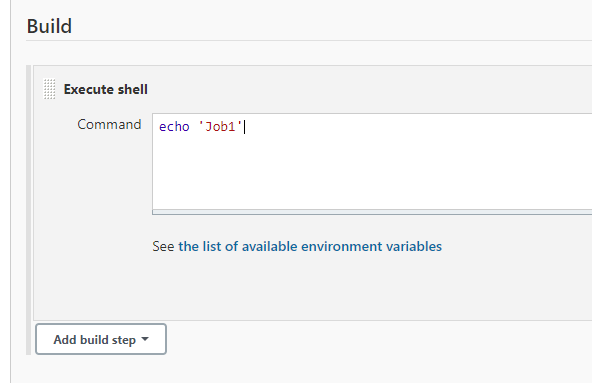 Build
Execute shell
Command
echo 'Job1'
See the list of available environment variables
Add build step